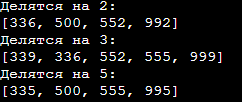 Делятся на 2:
[336, 500, 552, 992]
Делятся на 3:
[339, 336, 552, 555, 999]
Делятся на 5:
[335, 500, 555, 995]